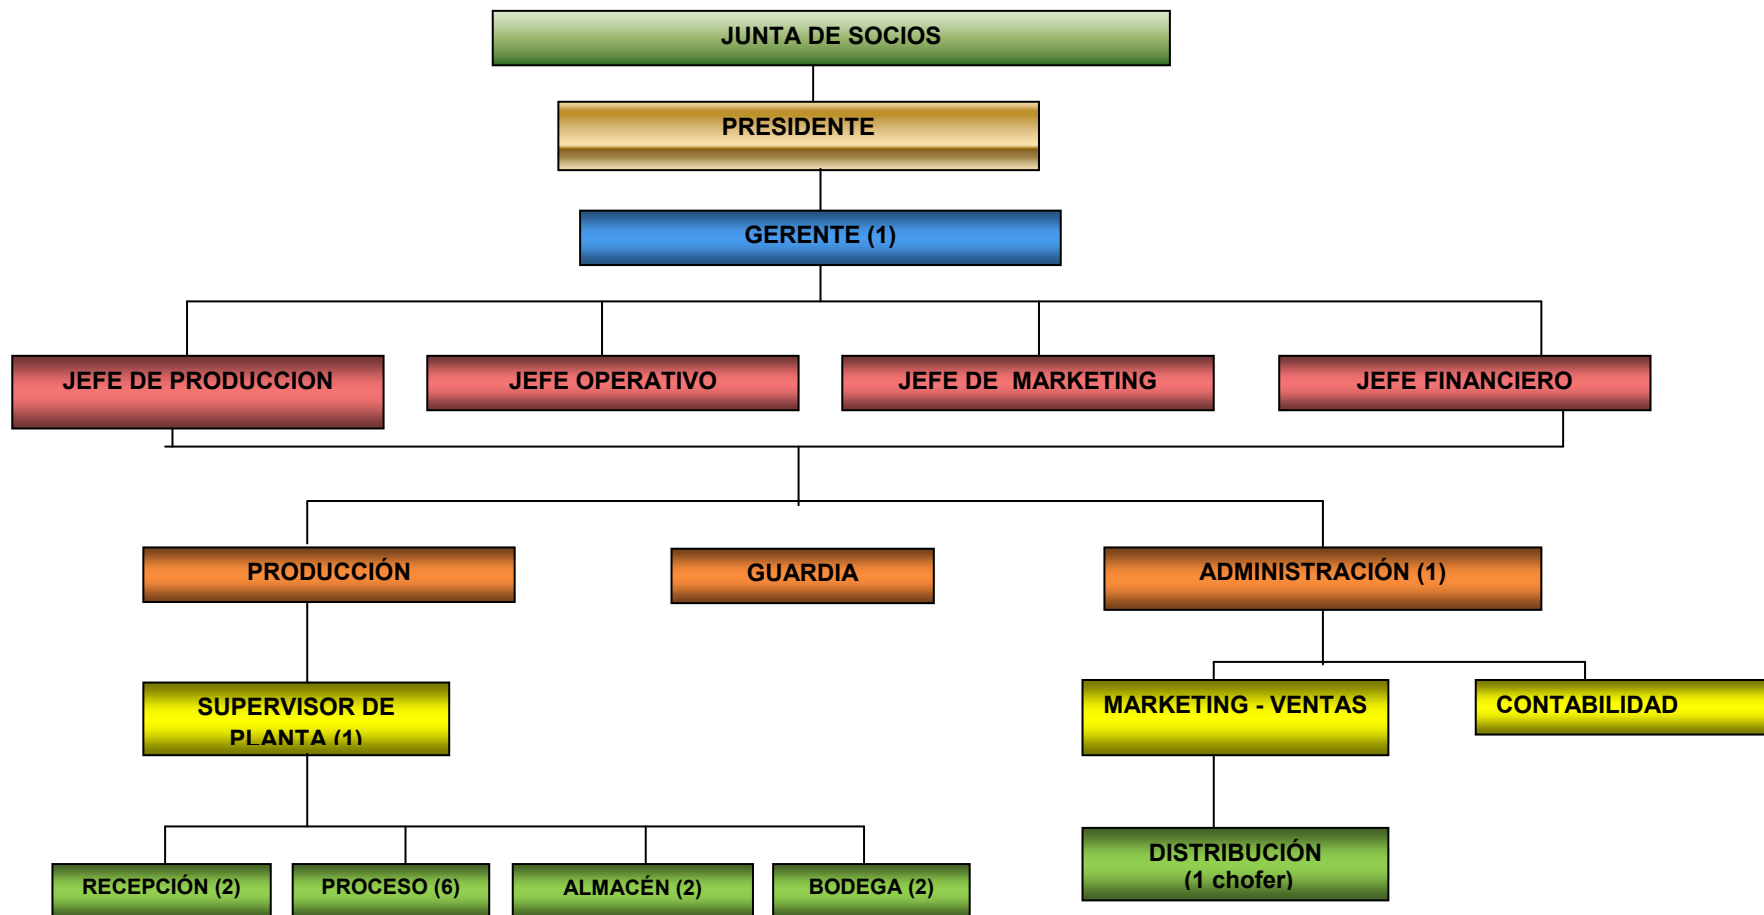 JUNTA DE SOCIOS
PRESIDENTE
GERENTE (1)
JEFE DE PRODUCCION
JEFE OPERATIVO
JEFE DE MARKETING
JEFE FINANCIERO
PRODUCCIÓN
GUARDIA
ADMINISTRACIÓN (1)
SUPERVISOR DE
PLANTA (1)
MARKETING - VENTAS
CONTABILIDAD
DISTRIBUCIÓN
(1 chofer)
RECEPCIÓN (2)
PROCESO (6)
ALMACÉN (2)
BODEGA (2)